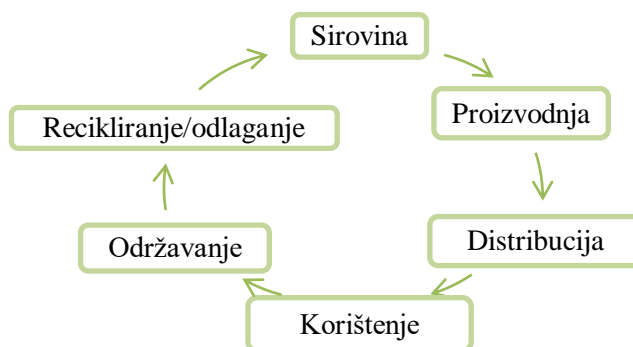 Sirovina
Proizvodnja
Distribucija
Korištenje
Održavanje
Recikliranje/odlaganje